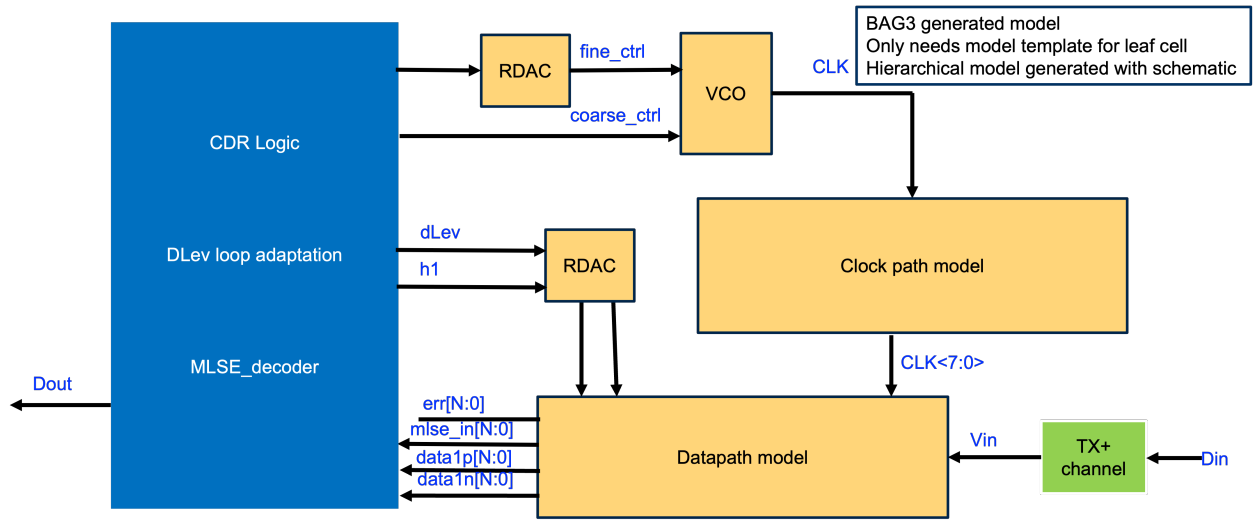 BAG3 generated model
Only needs model template for leaf cell
Hierarchical model generated with schematic
fine_ctrl
RDAC
VCO
CLK
coarse_ctrl
CDR Logic
dLev
DLev loop adaptation
h1
RDAC
Clock path model
MLSE_decoder
CLK<7:0>
Dout
err[N:0]
mlse_in[N:0]
data1p[N:0]
data1n[N:0]
Datapath model
Vin
TX+
channel
Din